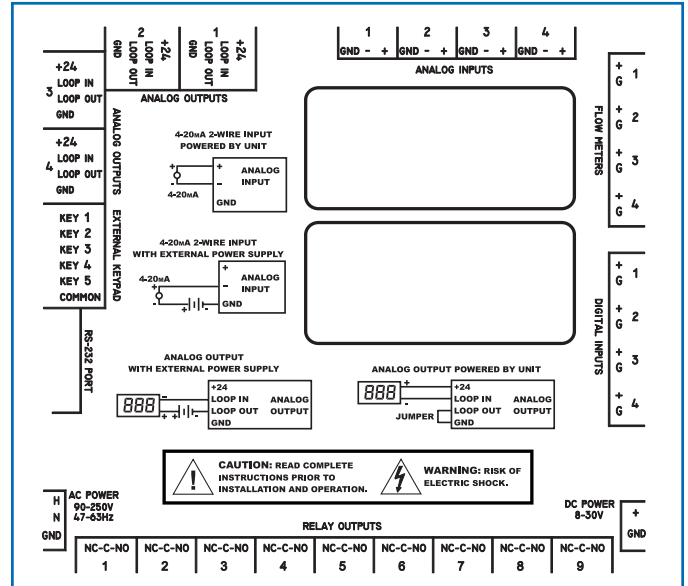 2
GND
LOOP OUT
LOOP IN
+24
1
GND
LOOP OUT
LOOP IN
+24
ANALOG OUTPUTS
1 2 3 4
GND - + GND - + GND - + GND - +
ANALOG INPUTS
3
+24
LOOP IN
LOOP OUT
GND
4
+24
LOOP IN
LOOP OUT
GND
ANALOG OUTPUTS
KEY 1
KEY 2
KEY 3
KEY 4
KEY 5
COMMON
EXTERNAL KEYPAD
RS-232 PORT
4-20MA 2-WIRE INPUT
POWERED BY UNIT
+
-
+
-
4-20MA
ANALOG
INPUT
GND
4-20MA 2-WIRE INPUT
WITH EXTERNAL POWER SUPPLY
4-20MA
+
-
+
-
+
-
ANALOG
INPUT
GND
ANALOG OUTPUT
WITH EXTERNAL POWER SUPPLY
888
-
+
+
-
+24
LOOP IN
LOOP OUT
GND
ANALOG
OUTPUT
ANALOG OUTPUT POWERED BY UNIT
888
+
-
JUMPER
+24
LOOP IN
LOOP OUT
GND
ANALOG
OUTPUT
FLOW METERS
+
G 1
+
G 2
+
G 3
+
G 4
DIGITAL INPUTS
+
G 1
+
G 2
+
G 3
+
G 4
!
CAUTION: READ COMPLETE
INSTRUCTIONS PRIOR TO
INSTALLATION AND OPERATION.
WARNING: RISK OF
ELECTRIC SHOCK.
H
N
GND
AC POWER
90-250V
47-63Hz
DC POWER
8-30V
+
GND
RELAY OUTPUTS
NC-C-NO NC-C-NO NC-C-NO NC-C-NO NC-C-NO NC-C-NO NC-C-NO NC-C-NO NC-C-NO
1 2 3 4 5 6 7 8 9